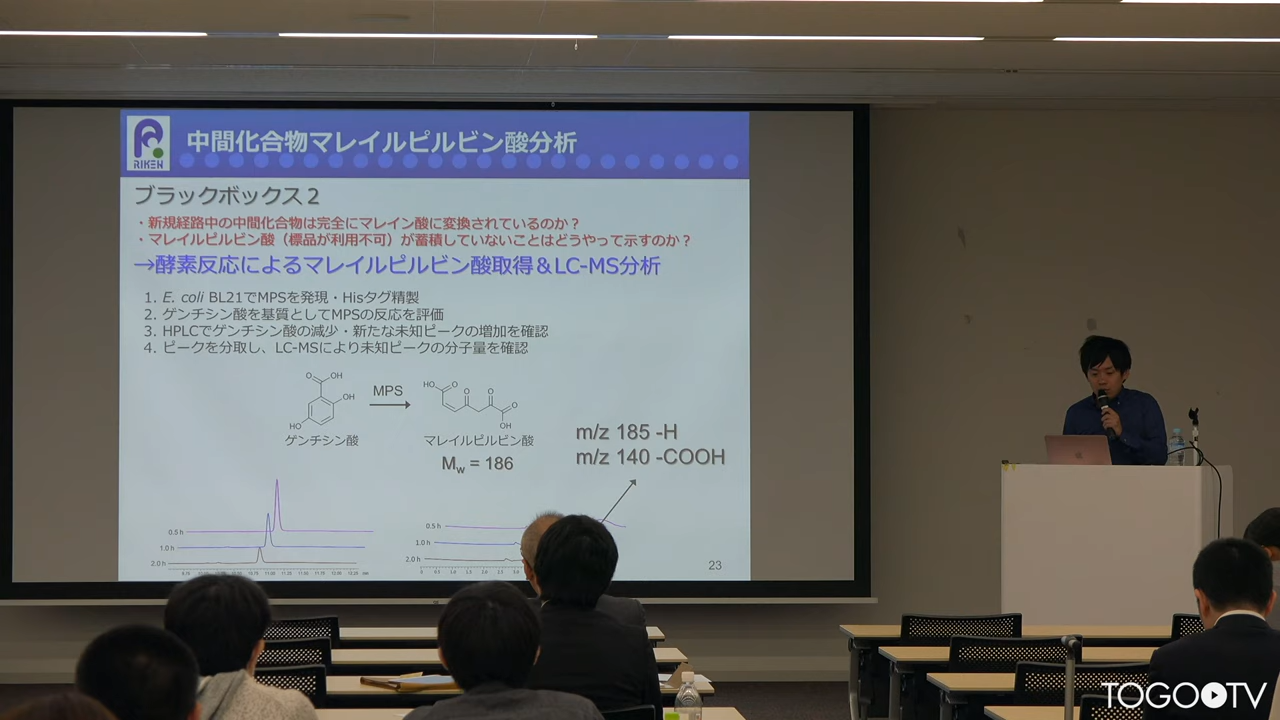 RIKEN
中間化合物マレイルピルビン酸分析
ブラックボックス2
・新規経路中の中間化合物は完全にマレイン酸に変換されているのか？
・マレイルピルビン酸（標品が利用不可）が蓄積していないことはどうやって示すのか？
→酵素反応によるマレイルピルビン酸取得＆LC-MS分析
1. E. coli BL21でMPSを発現・Hisタグ精製
2. ゲンチシン酸を基質としてMPSの反応を評価
3. HPLCでゲンチシン酸の減少・新たな未知ピークの増加を確認
4. ピークを分取し、LC-MSにより未知ピークの分子量を確認
O OH
OH
HO
ゲンチシン酸
MPS
HO O O O O
OH
マレイルピルビン酸
Mw = 186
m/z 185 -H
m/z 140 -COOH
0.5 h
1.0 h
2.0 h
0.5 h
1.0 h
2.0 h
23
TOGOTV